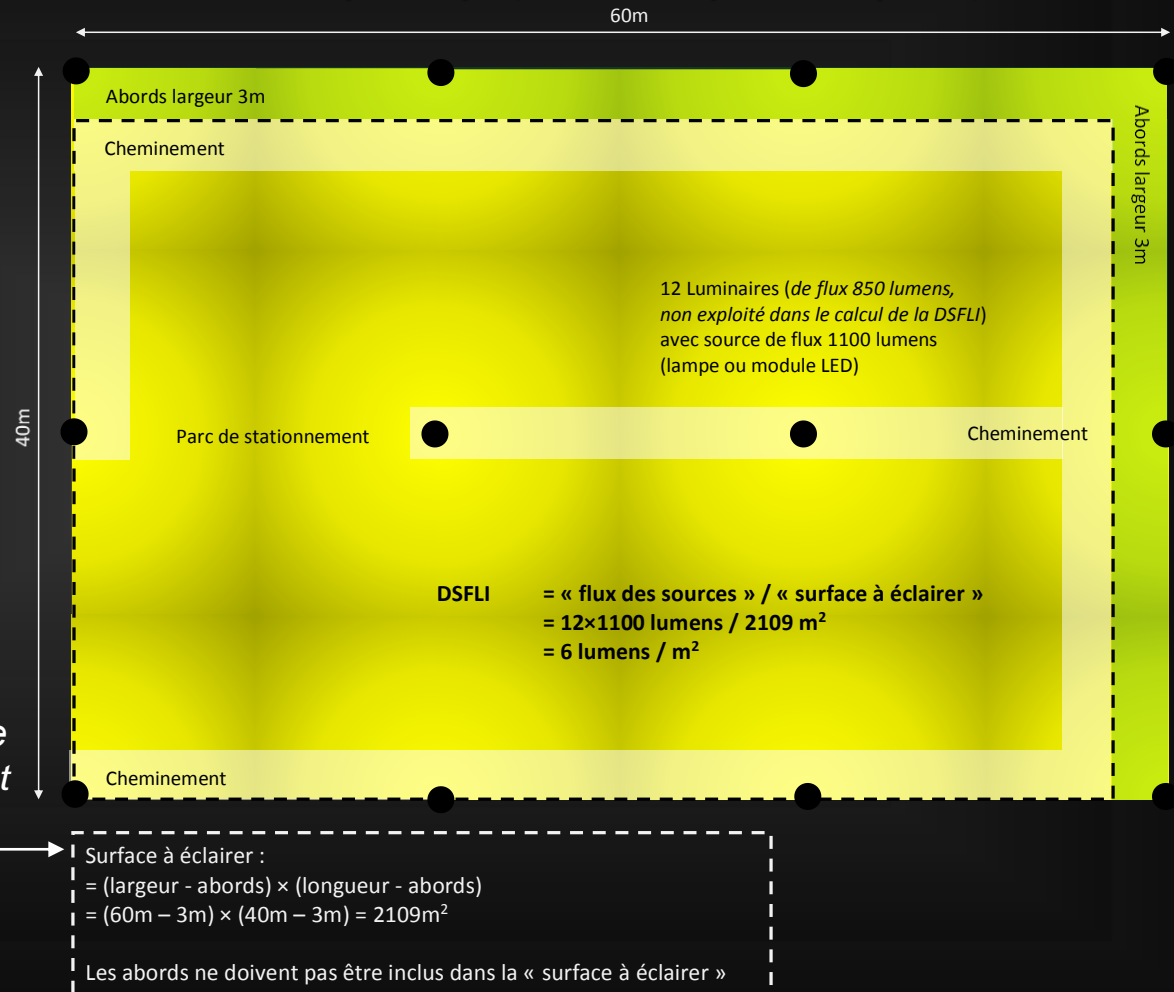 60m
Abords largeur 3m
Abords largeur 3m
Cheminement
12 Luminaires (de flux 850 lumens,
non exploité dans le calcul de la DSFLI)
avec source de flux 1100 lumens
(lampe ou module LED)
40m
Parc de stationnement
Cheminement
DSFLI = « flux des sources » / « surface à éclairer »
= 12×1100 lumens / 2109 m²
= 6 lumens / m²
e
t
Cheminement
Surface à éclairer :
= (largeur - abords) × (longueur - abords)
= (60m – 3m) × (40m – 3m) = 2109m²
Les abords ne doivent pas être inclus dans la « surface à éclairer »